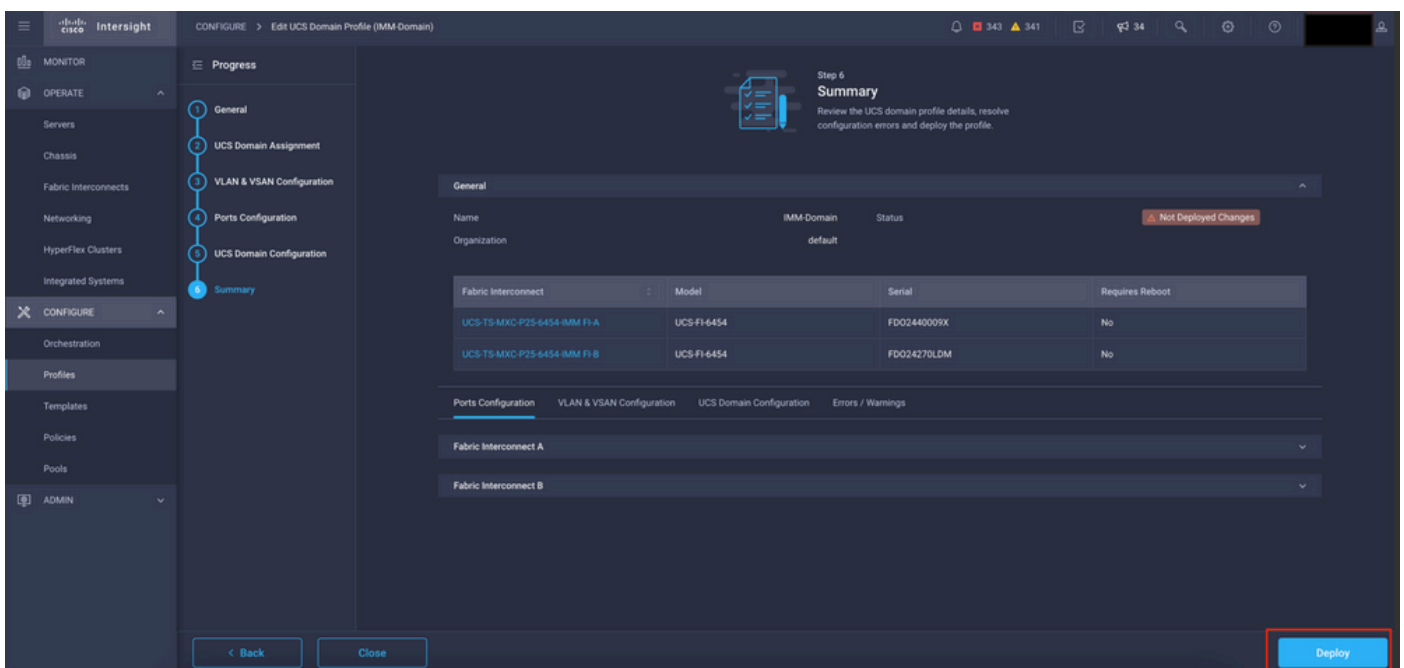 cisco Intersight
CONFIGURE > Edit UCS Domain Profile (IMM-Domain)
343 341 34
MONITOR
OPERATE
Servers
Chassis
Fabric Interconnects
Networking
HyperFlex Clusters
Integrated Systems
CONFIGURE
Orchestration
Profiles
Templates
Policies
Pools
ADMIN
Progress
1 General
2 UCS Domain Assignment
3 VLAN & VSAN Configuration
4 Ports Configuration
5 UCS Domain Configuration
6 Summary
Step 6
Summary
Review the UCS domain profile details, resolve
configuration errors and deploy the profile.
General
Name IMM-Domain Status Not Deployed Changes
Organization default
Fabric Interconnect Model Serial Requires Reboot
UCS-TS-MXC-P25-6454-IMM FI-A UCS-FI-6454 FDO2440009X No
UCS-TS-MXC-P25-6454-IMM FI-B UCS-FI-6454 FDO24270LDM No
Ports Configuration VLAN & VSAN Configuration UCS Domain Configuration Errors / Warnings
Fabric Interconnect A
Fabric Interconnect B
< Back Close Deploy